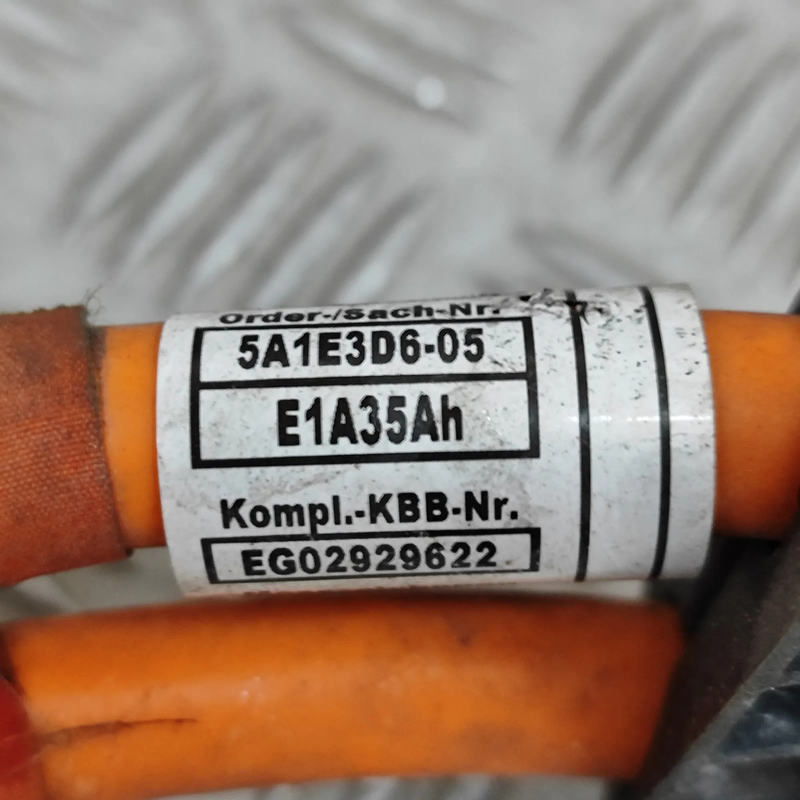 Order-/Sach-Nr.
5A1E3D6-05
E1A35Ah
Kompl.-KBB-Nr.
EG02929622